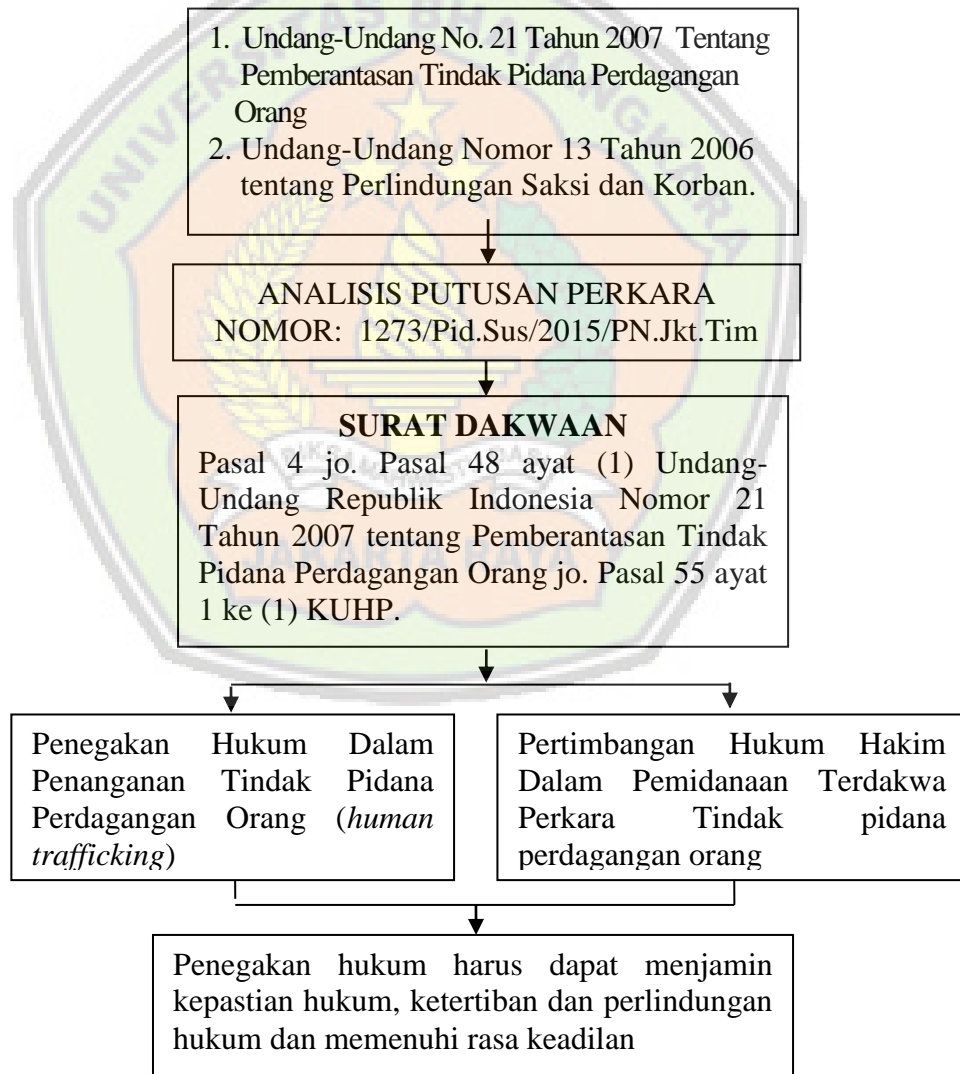 UNIVERSITAS BHAYANGKARA
1. Undang-Undang No. 21 Tahun 2007 Tentang
Pemberantasan Tindak Pidana Perdagangan
Orang
2. Undang-Undang Nomor 13 Tahun 2006
tentang Perlindungan Saksi dan Korban.
ANALISIS PUTUSAN PERKARA
NOMOR: 1273/Pid.Sus/2015/PN.Jkt.Tim
SURAT DAKWAAN
Pasal 4 jo. Pasal 48 ayat (1) Undang-
Undang Republik Indonesia Nomor 21
Tahun 2007 tentang Pemberantasan Tindak
Pidana Perdagangan Orang jo. Pasal 55 ayat
1 ke (1) KUHP.
JAKARTA RAYA
Penegakan Hukum Dalam
Penanganan Tindak Pidana
Perdagangan Orang (human
trafficking)
Pertimbangan Hukum Hakim
Dalam Pemidanaan Terdakwa
Perkara Tindak pidana
perdagangan orang
Penegakan hukum harus dapat menjamin
kepastian hukum, ketertiban dan perlindungan
hukum dan memenuhi rasa keadilan